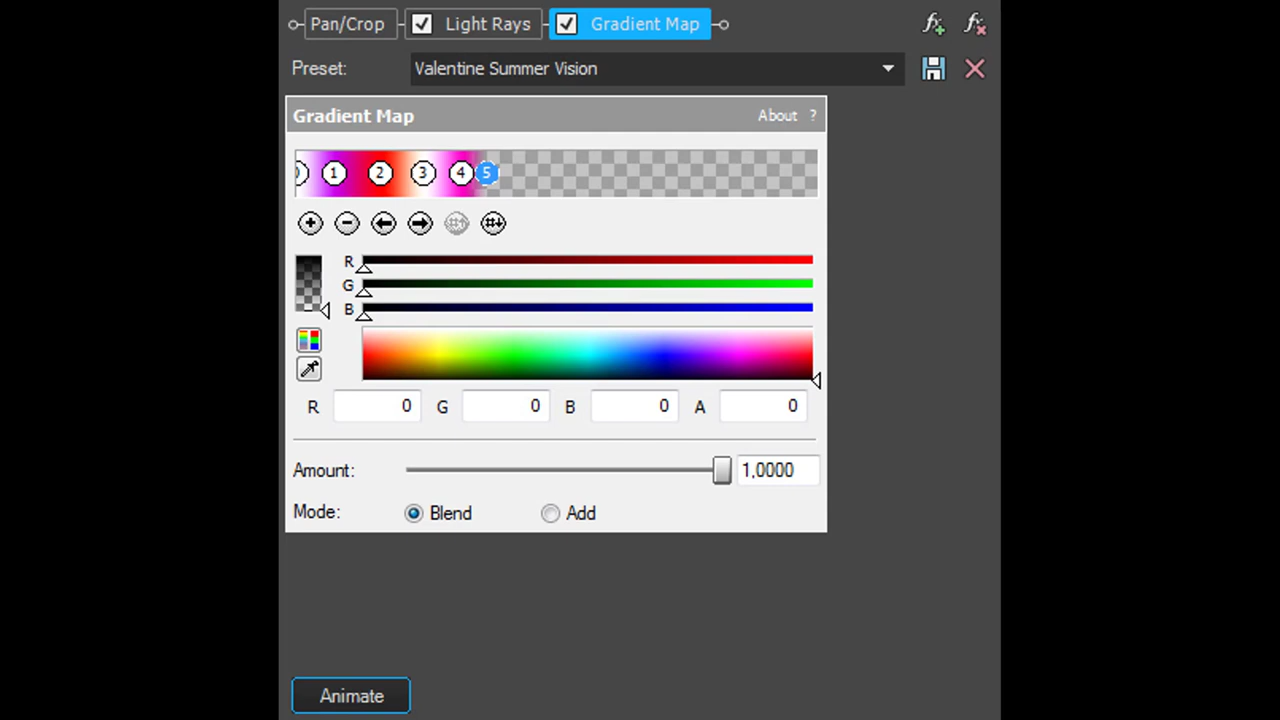 Pan/Crop Light Rays Gradient Map
Preset: Valentine Summer Vision
Gradient Map About ?
1 2 3 4 5
R
G
B
R 0 G 0 B 0 A 0
Amount: 1,0000
Mode: Blend Add
Animate